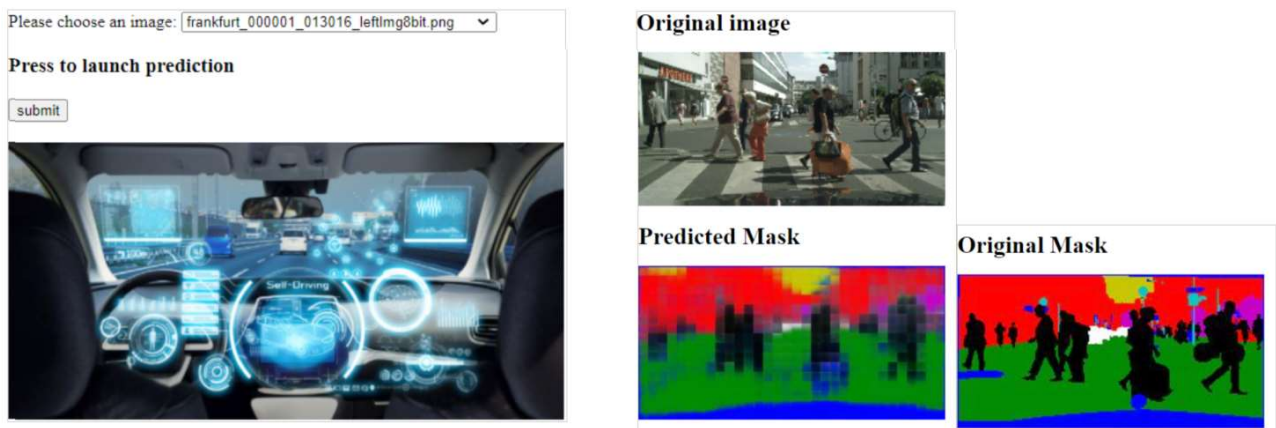 Please choose an image: frankfurt_000001_013016_leftImg8bit.png
Press to launch prediction
submit
Self-Driving
Original image
Predicted Mask
Original Mask